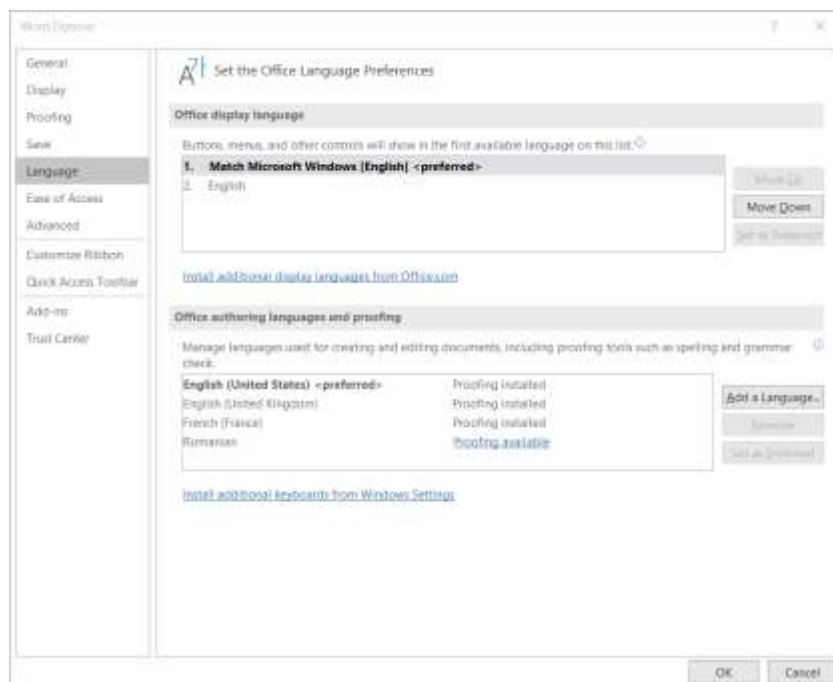 Word Options
General
Display
Proofing
Save
Language
Ease of Access
Advanced
Customize Ribbon
Quick Access Toolbar
Add-ins
Trust Center
Set the Office Language Preferences
Office display language
Buttons, menus, and other controls will show in the first available language on this list.
1. Match Microsoft Windows [English] <preferred>
2. English
Move Up
Move Down
Set as Preferred
Install additional display languages from Office.com
Office authoring languages and proofing
Manage languages used for creating and editing documents, including proofing tools such as spelling and grammar
check.
English (United States) <preferred> Proofing installed
English (United Kingdom) Proofing installed
French (France) Proofing installed
Romanian Proofing available
Add a Language...
Remove
Set as Preferred
Install additional keyboards from Windows Settings
OK Cancel